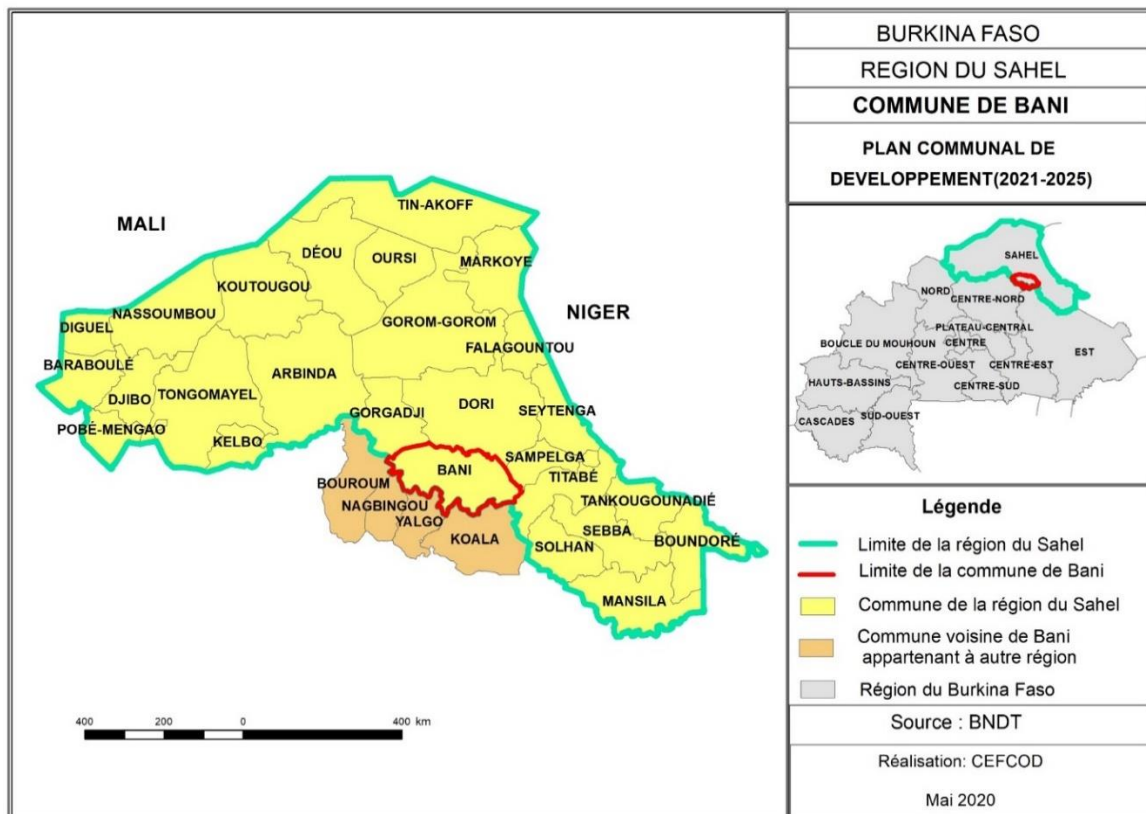 BURKINA FASO
REGION DU SAHEL
COMMUNE DE BANI
PLAN COMMUNAL DE
DEVELOPPEMENT(2021-2025)
MALI
NIGER
TIN-AKOFF
DÉOU
OURSI
MARKOYE
KOUTOUGOU
NASSOUMBOU
GOROM-GOROM
DIGUEL
FALAGOUNTOU
BARABOULÉ
ARBINDA
TONGOMAYEL
DJIBO
DORI
GORGADJI
SEYTENGA
POBÉ-MENGAO
KELBO
SAMPELGA
BANI
TITABÉ
BOUROUM
NAGBINGOU
TANKOUGOUNADIÉ
YALGO
SEBBA
KOALA
SOLHAN
BOUNDORÉ
MANSILA
400 200 0 400 km
SAHEL
NORD
CENTRE-NORD
PLATEAU-CENTRAL
BOUCLE DU MOUHOUN
CENTRE
EST
CENTRE-OUEST
CENTRE-EST
HAUTS-BASSINS
CENTRE-SUD
CASCADES
SUD-OUEST
Légende
Limite de la région du Sahel
Limite de la commune de Bani
Commune de la région du Sahel
Commune voisine de Bani
appartenant à autre région
Région du Burkina Faso
Source : BNDT
Réalisation: CEFCOD
Mai 2020